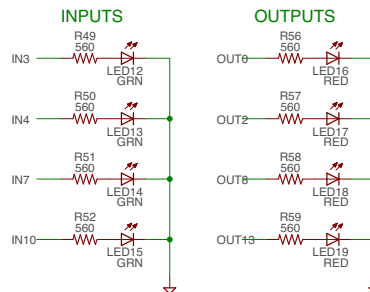 INPUTS
R49
560
IN3
LED12
GRN
R50
560
IN4
LED13
GRN
R51
560
IN7
LED14
GRN
R52
560
IN10
LED15
GRN
OUTPUTS
R56
560
OUT0
LED16
RED
R57
560
OUT2
LED17
RED
R58
560
OUT8
LED18
RED
R59
560
OUT13
LED19
RED